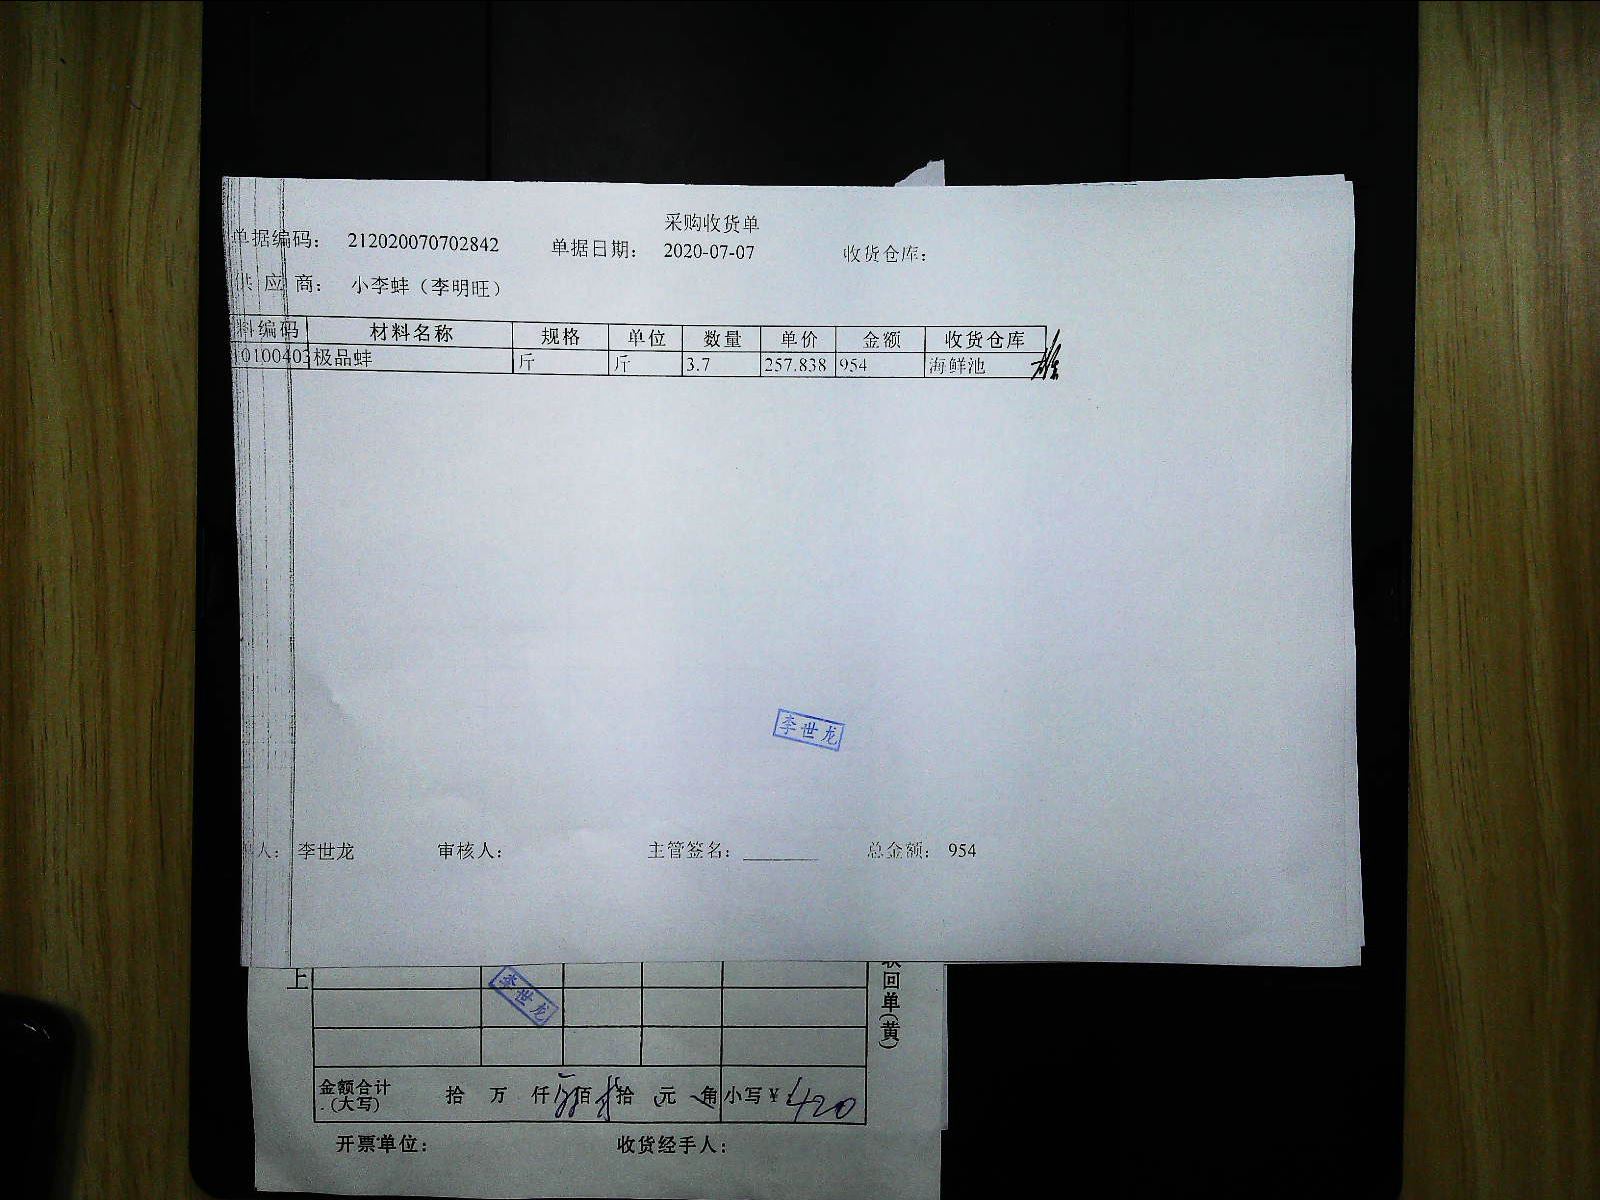 采购收货单
单据编码： 212020070702842 单据日期： 2020-07-07 收货仓库：
供 应 商： 小李蚌（李明旺）
料编码 材料名称 规格 单位 数量 单价 金额 收货仓库
10100403 极品蚌 斤 斤 3.7 257.838 954 海鲜池
李世龙
人： 李世龙 审核人： 主管签名： 总金额： 954
上
李世龙
回单(黄)
金额合计(大写) 拾 万 仟 佰 拾 元 角 小写￥ 420
开票单位： 收货经手人：